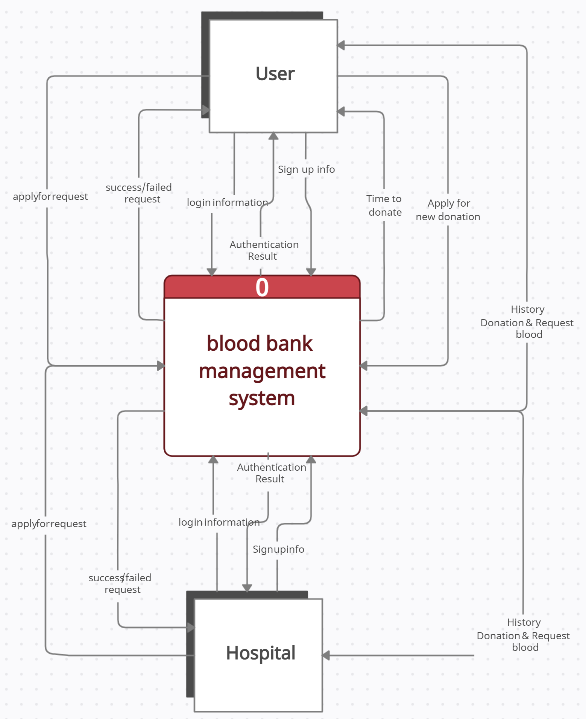 User
Sign up info
success/failed
request
applyforrequest
login information
Time to
donate
Apply for
new donation
Authentication
Result
0
History
Donation & Request
blood
blood bank
management
system
Authentication
Result
login information
applyforrequest
Signupinfo
success/failed
request
History
Donation & Request
blood
Hospital